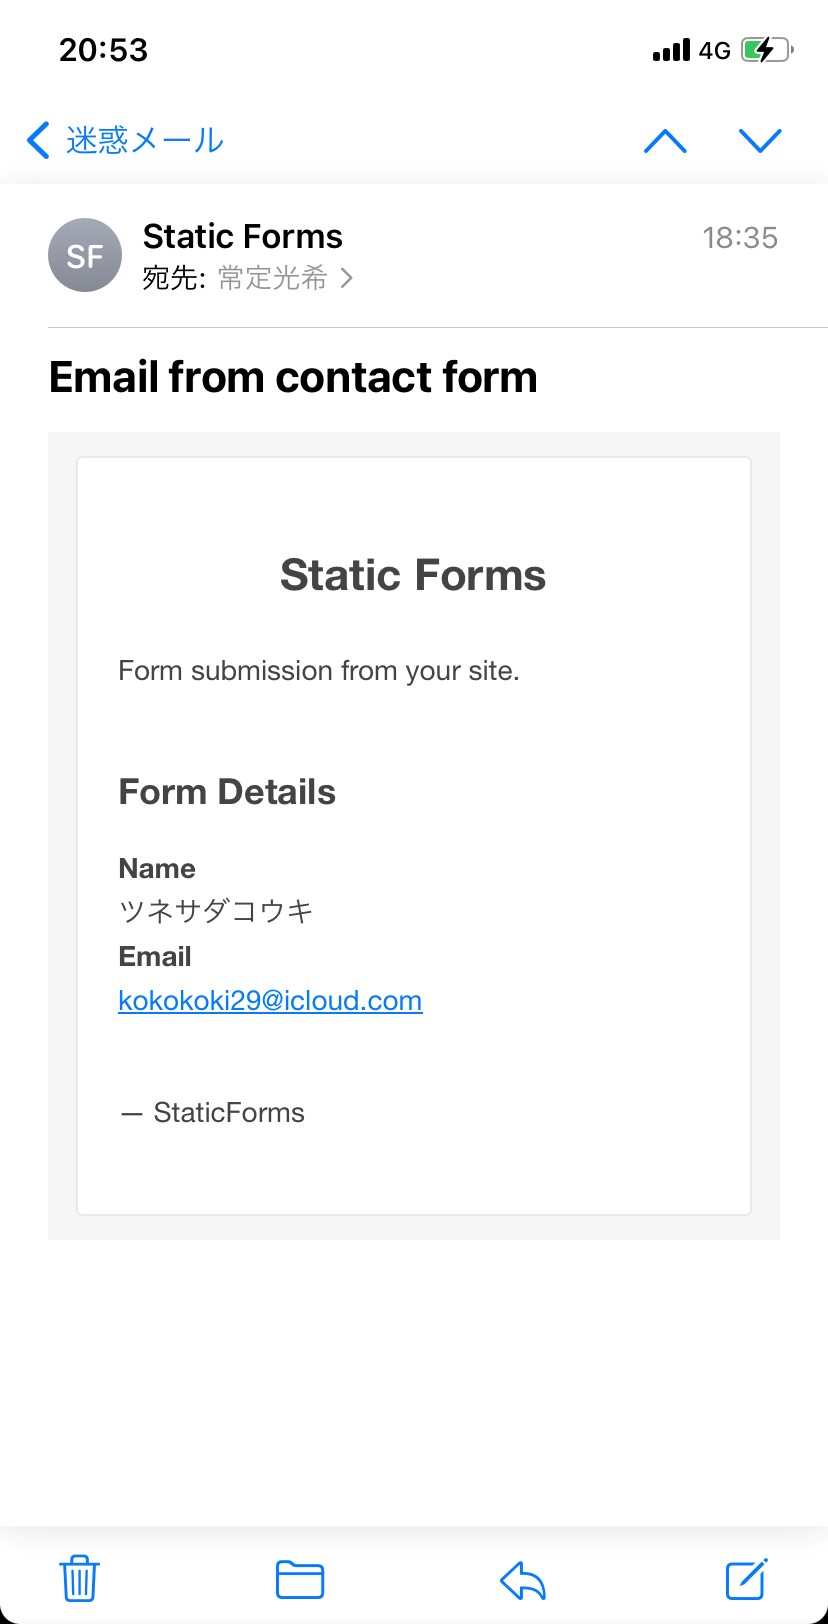 20:53
4G
迷惑メール
SF
Static Forms
18:35
宛先: 常定光希
Email from contact form
Static Forms
Form submission from your site.
Form Details
Name
ツネサダコウキ
Email
kokokoki29@icloud.com
— StaticForms